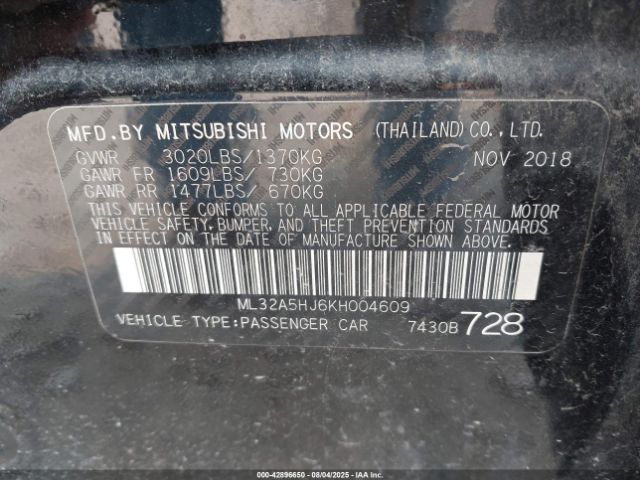 MFD.BY MITSUBISHI MOTORS (THAILAND) CO., LTD.
GVWR 3020LBS/1370KG NOV 2018
GAWR FR 1609LBS/ 730KG
GAWR RR 1477LBS/ 670KG
THIS VEHICLE CONFORMS TO ALL APPLICABLE FEDERAL MOTOR
VEHICLE SAFETY, BUMPER, AND THEFT PREVENTION STANDARDS
IN EFFECT ON THE DATE OF MANUFACTURE SHOWN ABOVE.
ML32A5HJ6KH004609
VEHICLE TYPE:PASSENGER CAR 7430B 728
000-42896650 - 08/04/2025 - IAAI.com